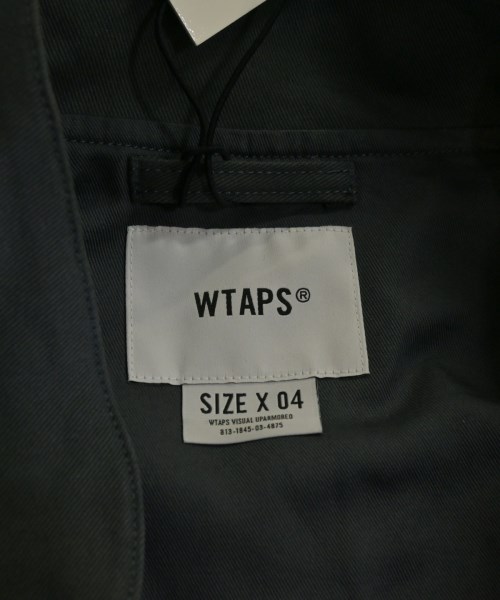 WTAPS®
SIZE X 04
WTAPS VISUAL UPARMORED
813-1845-03-4875